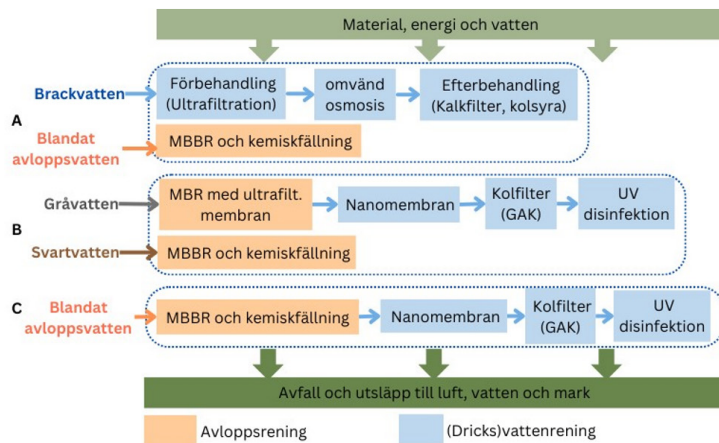 Material, energi och vatten
Brackvatten
Förbehandling
(Ultrafiltration)
omvänd
osmosis
Efterbehandling
(Kalkfilter, kolsyra)
A
Blandat
avloppsvatten
MBBR och kemiskfällning
Gråvatten
MBR med ultrafilt.
membran
Nanomembran
Kolfilter
(GAK)
UV
disinfektion
B
Svartvatten
MBBR och kemiskfällning
C
Blandat
avloppsvatten
MBBR och kemiskfällning
Nanomembran
Kolfilter
(GAK)
UV
disinfektion
Avfall och utsläpp till luft, vatten och mark
Avloppsrening
(Dricks)vattenrening